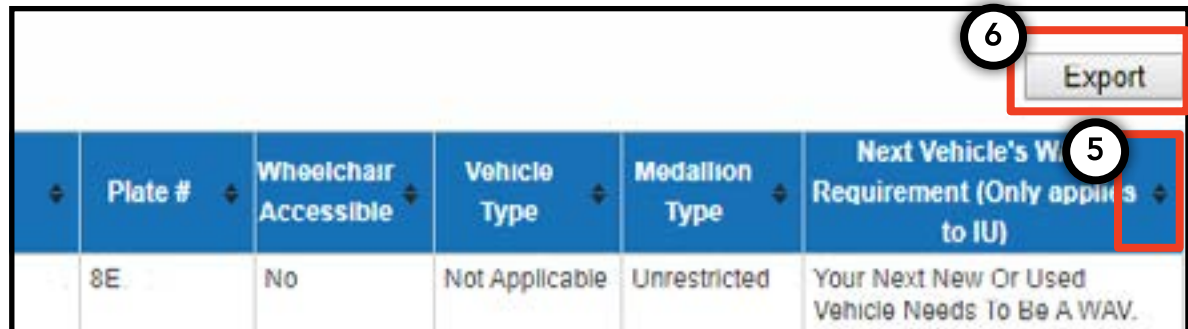 6
Export
5
Plate #
Wheelchair
Accessible
Vehicle
Type
Medallion
Type
Next Vehicle's
Requirement (Only applies
to IU)
8E
No
Not Applicable
Unrestricted
Your Next New Or Used
Vehicle Needs To Be A WAV.